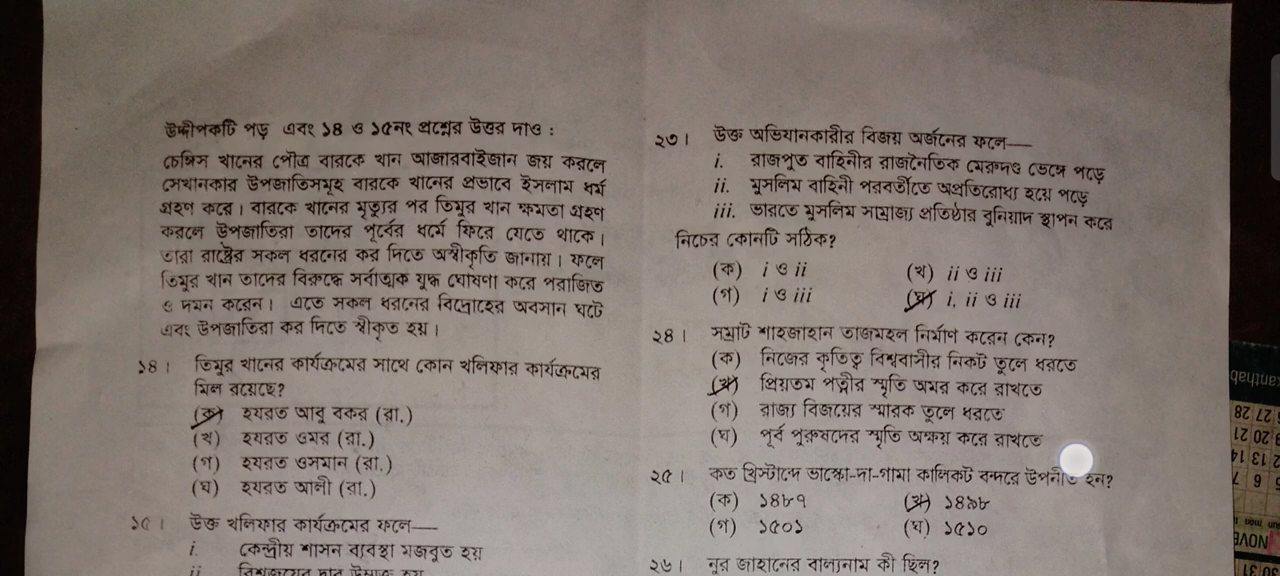 উদ্দীপকটি পড় এবং ১৪ ও ১৫নং প্রশ্নের উত্তর দাও :
চেঙ্গিস খানের পৌত্র বারকে খান আজারবাইজান জয় করলে
সেখানকার উপজাতিসমূহ বারকে খানের প্রভাবে ইসলাম ধর্ম
গ্রহণ করে। বারকে খানের মৃত্যুর পর তিমুর খান ক্ষমতা গ্রহণ
করলে উপজাতিরা তাদের পূর্বের ধর্মে ফিরে যেতে থাকে।
তারা রাষ্ট্রের সকল ধরনের কর দিতে অস্বীকৃতি জানায়। ফলে
তিমুর খান তাদের বিরুদ্ধে সর্বাত্মক যুদ্ধ ঘোষণা করে পরাজিত
ও দমন করেন। এতে সকল ধরনের বিদ্রোহের অবসান ঘটে
এবং উপজাতিরা কর দিতে স্বীকৃত হয়।
১৪। তিমুর খানের কার্যক্রমের সাথে কোন খলিফার কার্যক্রমের
মিল রয়েছে?
(ক) হযরত আবু বকর (রা.)
(খ) হযরত ওমর (রা.)
(গ) হযরত ওসমান (রা.)
(ঘ) হযরত আলী (রা.)
১৫। উক্ত খলিফার কার্যক্রমের ফলে—
i. কেন্দ্রীয় শাসন ব্যবস্থা মজবুত হয়
ii.
২৩। উক্ত অভিযানকারীর বিজয় অর্জনের ফলে—
i. রাজপুত বাহিনীর রাজনৈতিক মেরুদণ্ড ভেঙ্গে পড়ে
ii. মুসলিম বাহিনী পরবর্তীতে অপ্রতিরোধ্য হয়ে পড়ে
iii. ভারতে মুসলিম সাম্রাজ্য প্রতিষ্ঠার বুনিয়াদ স্থাপন করে
নিচের কোনটি সঠিক?
(ক) i ও ii (খ) ii ও iii
(গ) i ও iii (ঘ) i, ii ও iii
২৪। সম্রাট শাহজাহান তাজমহল নির্মাণ করেন কেন?
(ক) নিজের কৃতিত্ব বিশ্ববাসীর নিকট তুলে ধরতে
(খ) প্রিয়তম পত্নীর স্মৃতি অমর করে রাখতে
(গ) রাজ্য বিজয়ের স্মারক তুলে ধরতে
(ঘ) পূর্ব পুরুষদের স্মৃতি অক্ষয় করে রাখতে
২৫। কত খ্রিস্টাব্দে ভাস্কো-দা-গামা কালিকট বন্দরে উপনীত হন?
(ক) ১৪৮৭ (খ) ১৪৯৮
(গ) ১৫০১ (ঘ) ১৫১০
২৬। নূর জাহানের বাল্যনাম কী ছিল?